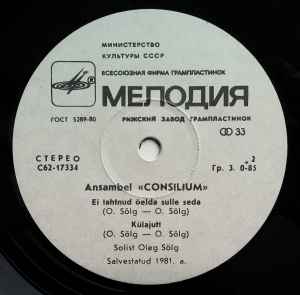 МИНИСТЕРСТВО
КУЛЬТУРЫ СССР
ВСЕСОЮЗНАЯ ФИРМА ГРАМПЛАСТИНОК
МЕЛОДИЯ
ГОСТ 5289-80
РИЖСКИЙ ЗАВОД ГРАМПЛАСТИНОК
33
СТЕРЕО
2
С62-17334
Гр. 3. 0-85
Ansambel «CONSILIUM»
Ei tahtnud öelda sulle seda
(O. Sõlg — O. Sõlg)
Külajutt
(O. Sõlg — O. Sõlg)
Solist Oleg Sõlg
Salvestatud 1981. a.